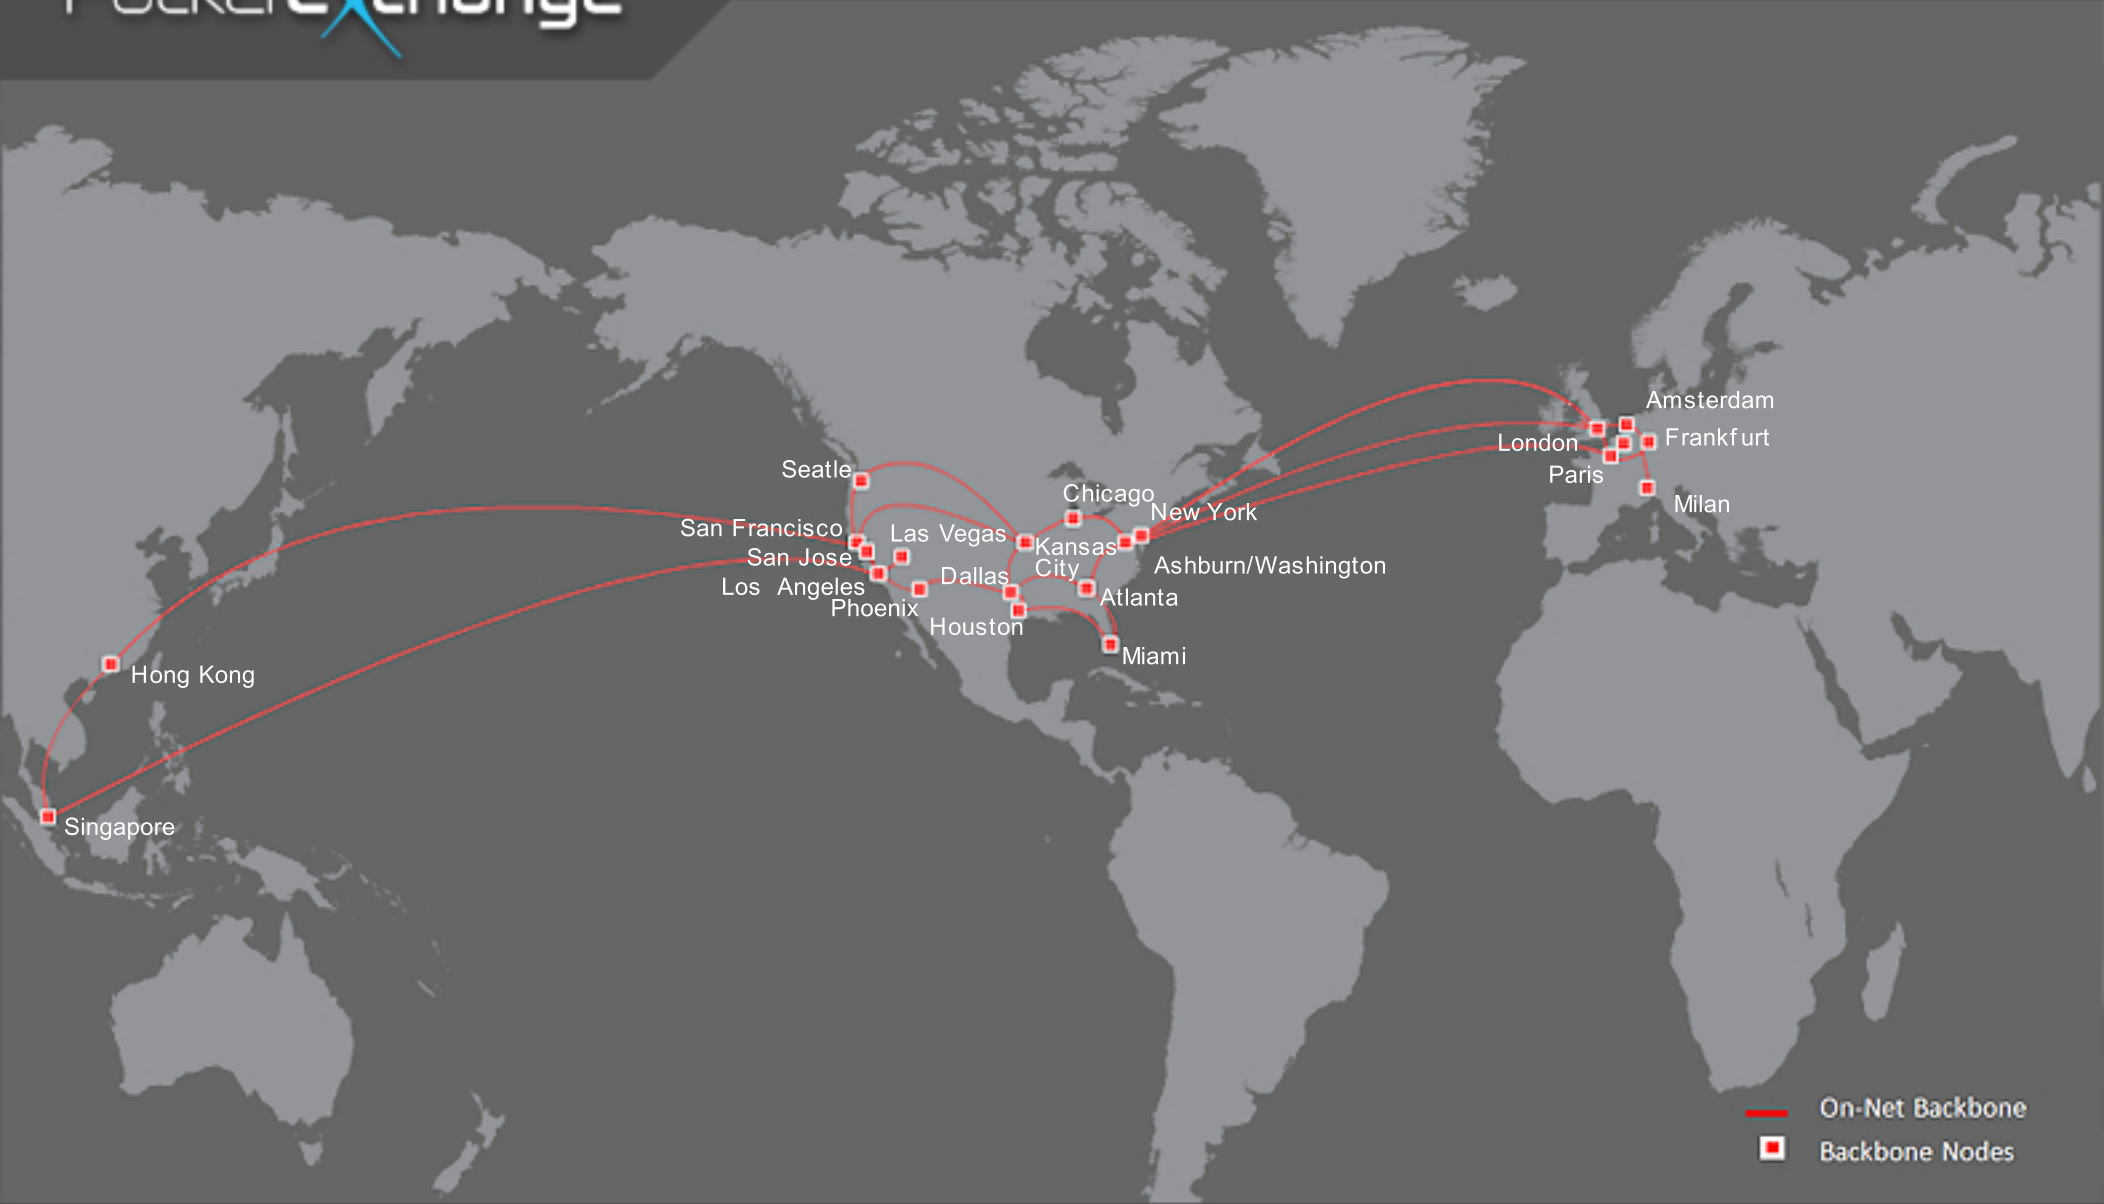 PacketExchange
Amsterdam
London
Frankfurt
Seatle
Paris
Chicago
Milan
New York
San Francisco
Las Vegas
Kansas
City
San Jose
Ashburn/Washington
Dallas
Los Angeles
Atlanta
Phoenix
Houston
Miami
Hong Kong
Singapore
On-Net Backbone
Backbone Nodes